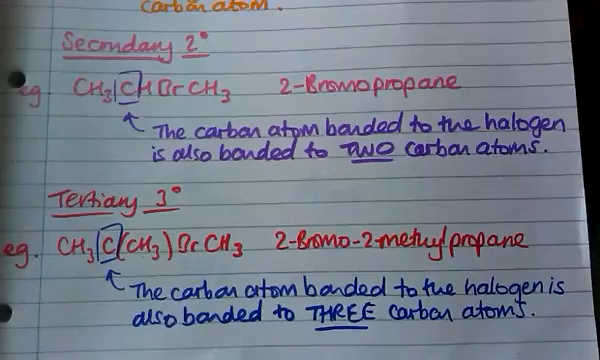 carbon atom.
Secondary 2°
eg. CH₃CHBrCH₃ 2-Bromopropane
The carbon atom bonded to the halogen
is also bonded to TWO carbon atoms.
Tertiary 3°
eg. CH₃C(CH₃)BrCH₃ 2-Bromo-2-methylpropane
The carbon atom bonded to the halogen is
also bonded to THREE carbon atoms.